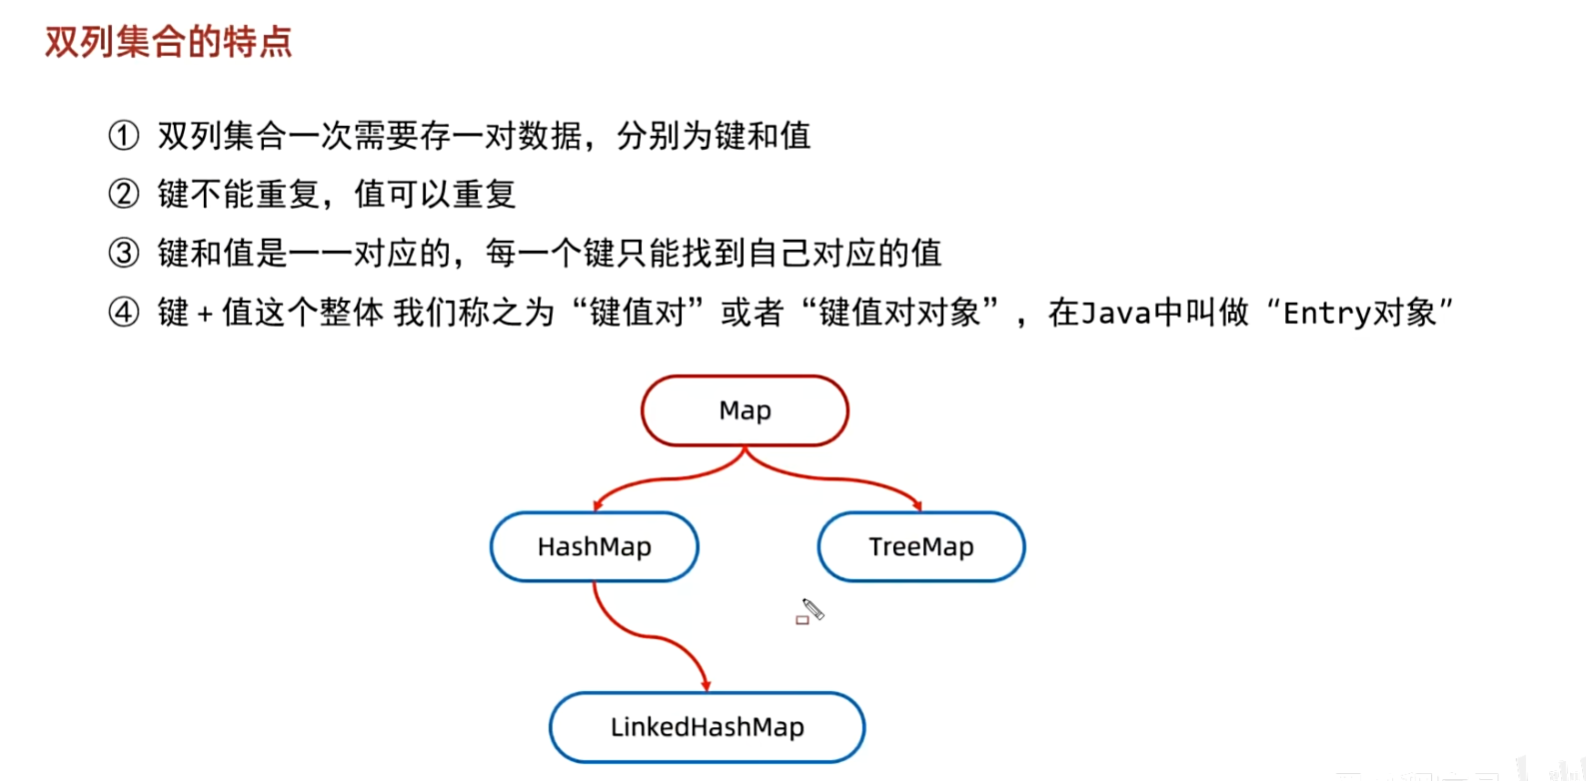 双列集合的特点
① 双列集合一次需要存一对数据，分别为键和值
② 键不能重复，值可以重复
③ 键和值是一一对应的，每一个键只能找到自己对应的值
④ 键 + 值这个整体 我们称之为“键值对”或者“键值对对象”，在Java中叫做“Entry对象”
Map
HashMap
TreeMap
LinkedHashMap